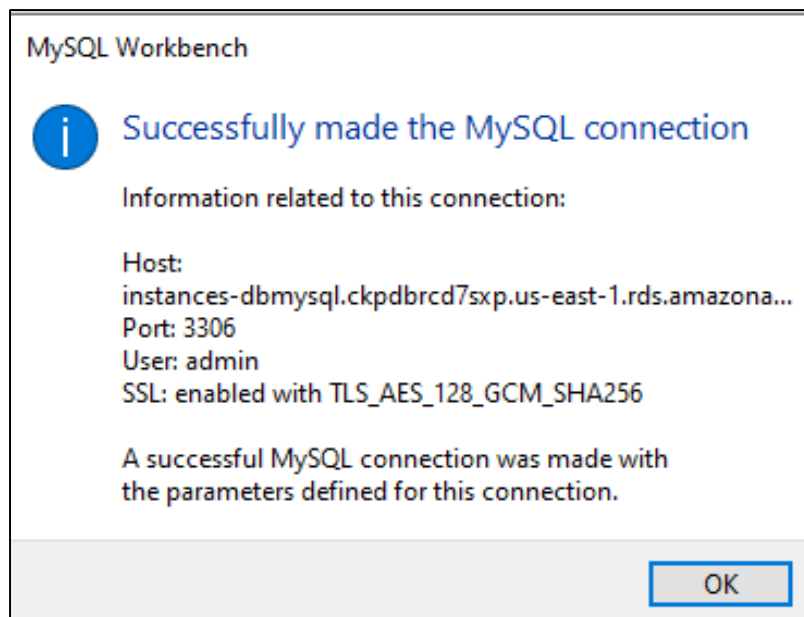 MySQL Workbench
Successfully made the MySQL connection
Information related to this connection:
Host:
instances-dbmysql.ckpdbrcd7sxp.us-east-1.rds.amazona...
Port: 3306
User: admin
SSL: enabled with TLS_AES_128_GCM_SHA256
A successful MySQL connection was made with
the parameters defined for this connection.
OK